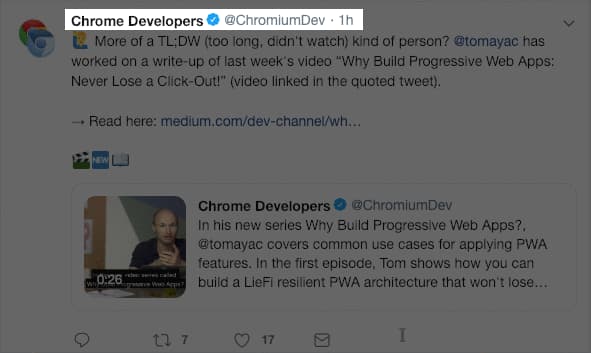 Chrome Developers @ChromiumDev · 1h
More of a TL;DW (too long, didn't watch) kind of person? @tomayac has
worked on a write-up of last week's video “Why Build Progressive Web Apps:
Never Lose a Click-Out!” (video linked in the quoted tweet).
→ Read here: medium.com/dev-channel/wh…
NEW
Chrome Developers @ChromiumDev
In his new series Why Build Progressive Web Apps?,
@tomayac covers common use cases for applying PWA
features. In the first episode, Tom shows how you can
build a LieFi resilient PWA architecture that won't lose…
0:26 video series called
Why Build Progressive Web Apps?
7
17